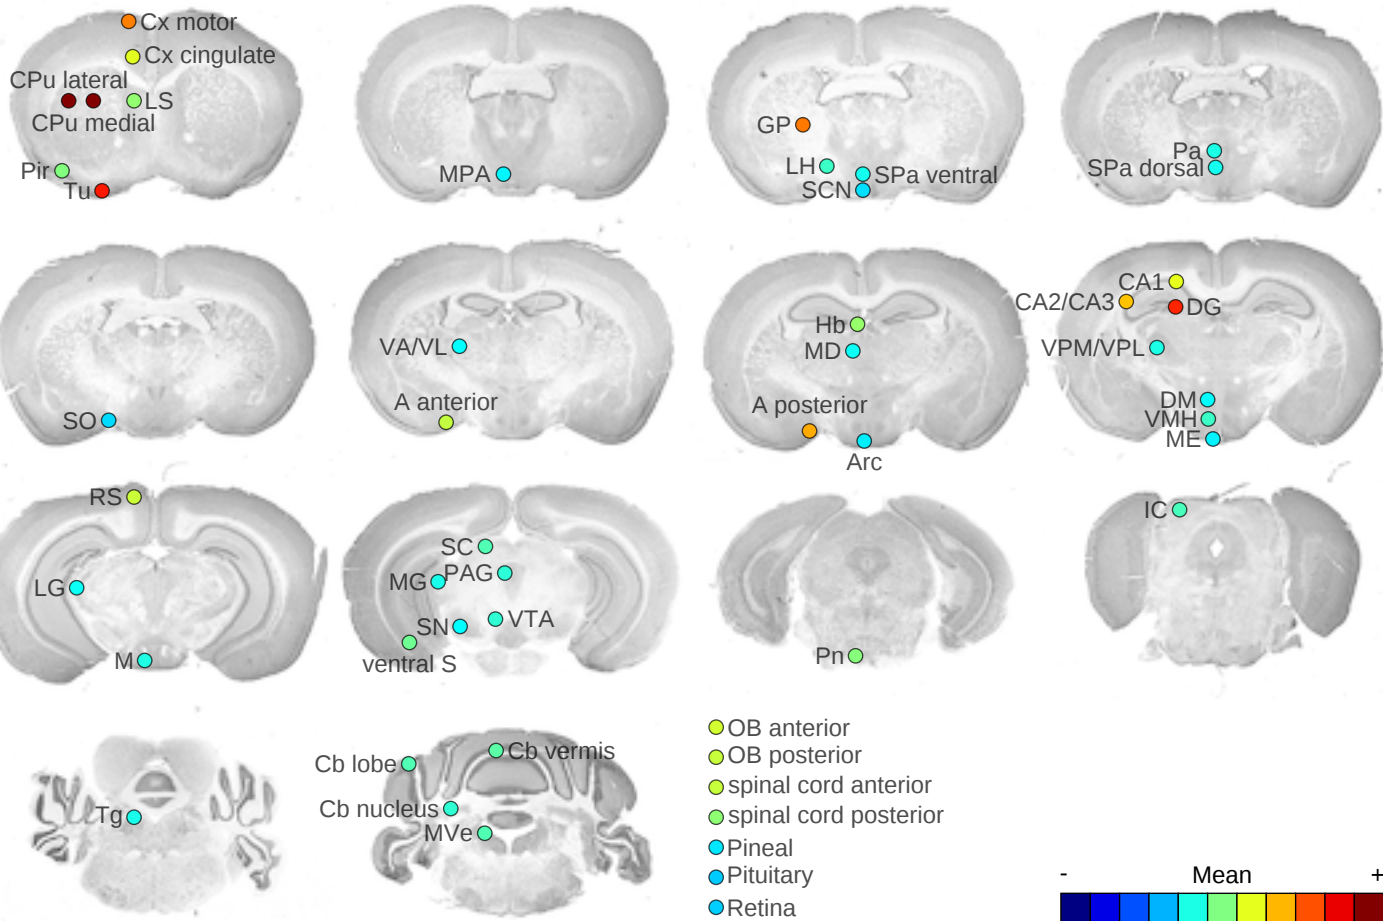 Cx motor
Cx cingulate
CPu lateral
LS
CPu medial
Pir
Tu
MPA
GP
LH
SPa ventral
SCN
Pa
SPa dorsal
SO
VA/VL
A anterior
Hb
MD
A posterior
Arc
CA1
CA2/CA3
DG
VPM/VPL
DM
VMH
ME
RS
LG
M
SC
MG
PAG
SN
VTA
ventral S
Pn
IC
Tg
Cb lobe
Cb vermis
Cb nucleus
MVe
OB anterior
OB posterior
spinal cord anterior
spinal cord posterior
Pineal
Pituitary
Retina
- Mean +